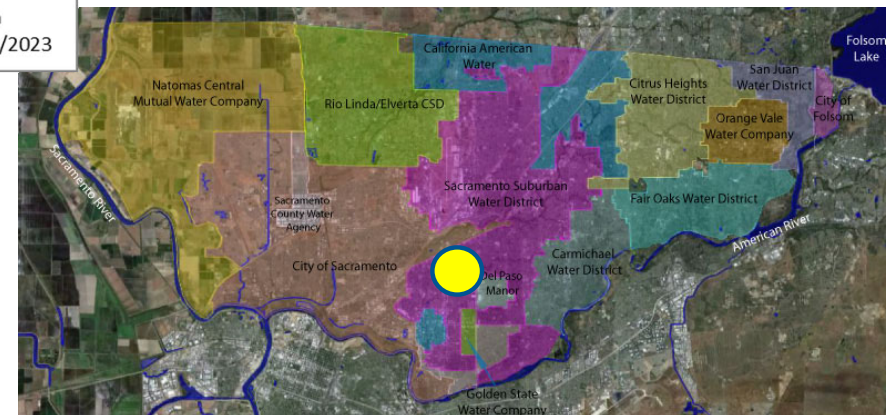 /2023
Natomas Central
Mutual Water Company
Rio Linda/Elverta CSD
California American
Water
Citrus Heights
Water District
San Juan
Water District
Folsom
Lake
City of
Folsom
Orange Vale
Water Company
Sacramento River
Sacramento
County Water
Agency
Sacramento Suburban
Water District
Fair Oaks Water District
American River
City of Sacramento
Carmichael
Water District
Del Paso
Manor
Golden State
Water Company